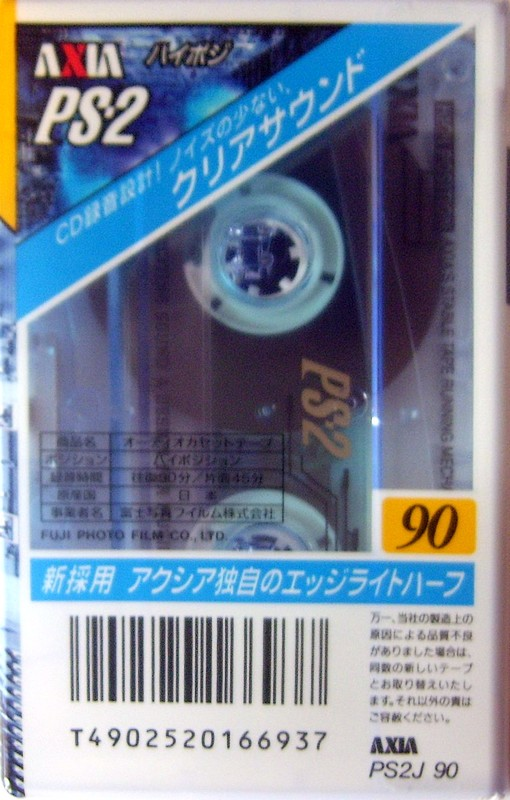 AXIA ハイポジ
PS·2
CD録音設計! ノイズの少ない、
クリアサウンド
AXIA
PS·2
商品名 オーディオカセットテープ
ポジション ハイポジション
録音時間 往復90分/片面45分
原産国 日本
事業者名 富士写真フイルム株式会社
FUJI PHOTO FILM CO., LTD.
90
新採用 アクシア独自のエッジライトハーフ
万一、当社の製造上の
原因による品質不良
がありました場合は、
同数の新しいテープ
とお取り替えいたし
ます。それ以外の責は
ご容赦ください。
T4902520166937
AXIA
PS2J 90